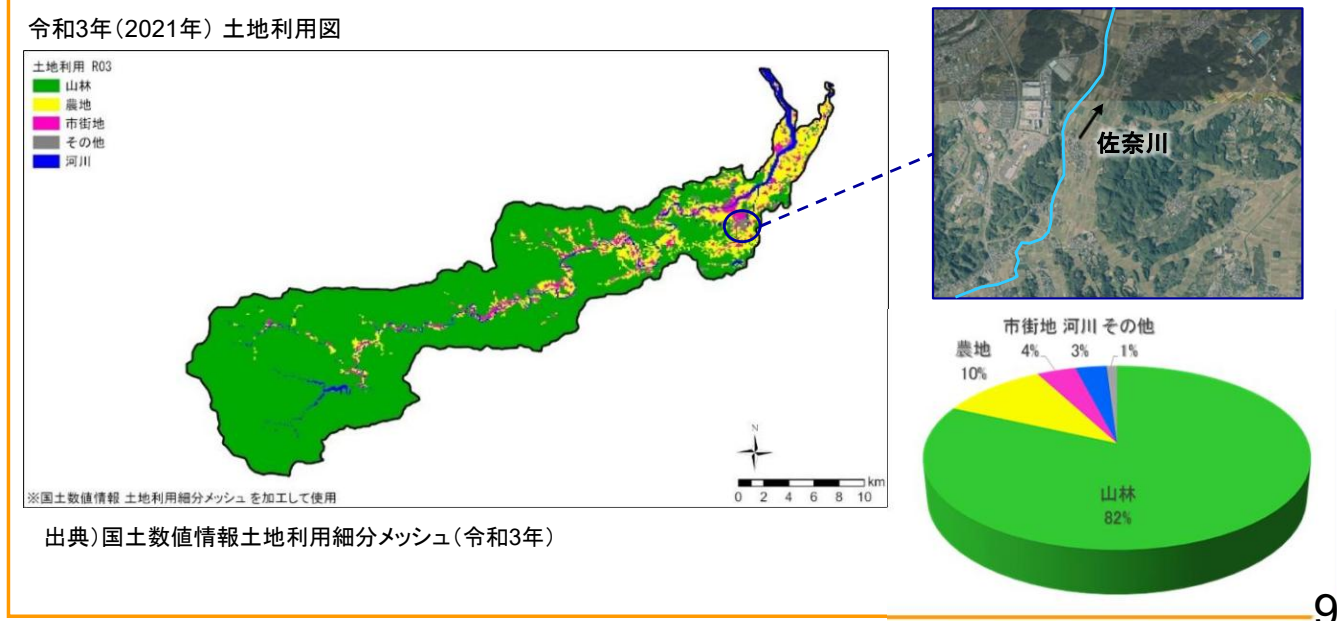 令和3年(2021年) 土地利用図
土地利用 R03
山林
農地
市街地
その他
河川
N
km
0 2 4 6 8 10
※国土数値情報 土地利用細分メッシュ を加工して使用
出典)国土数値情報土地利用細分メッシュ(令和3年)
佐奈川
市街地 河川 その他
農地 4% 3% 1%
10%
山林
82%
9